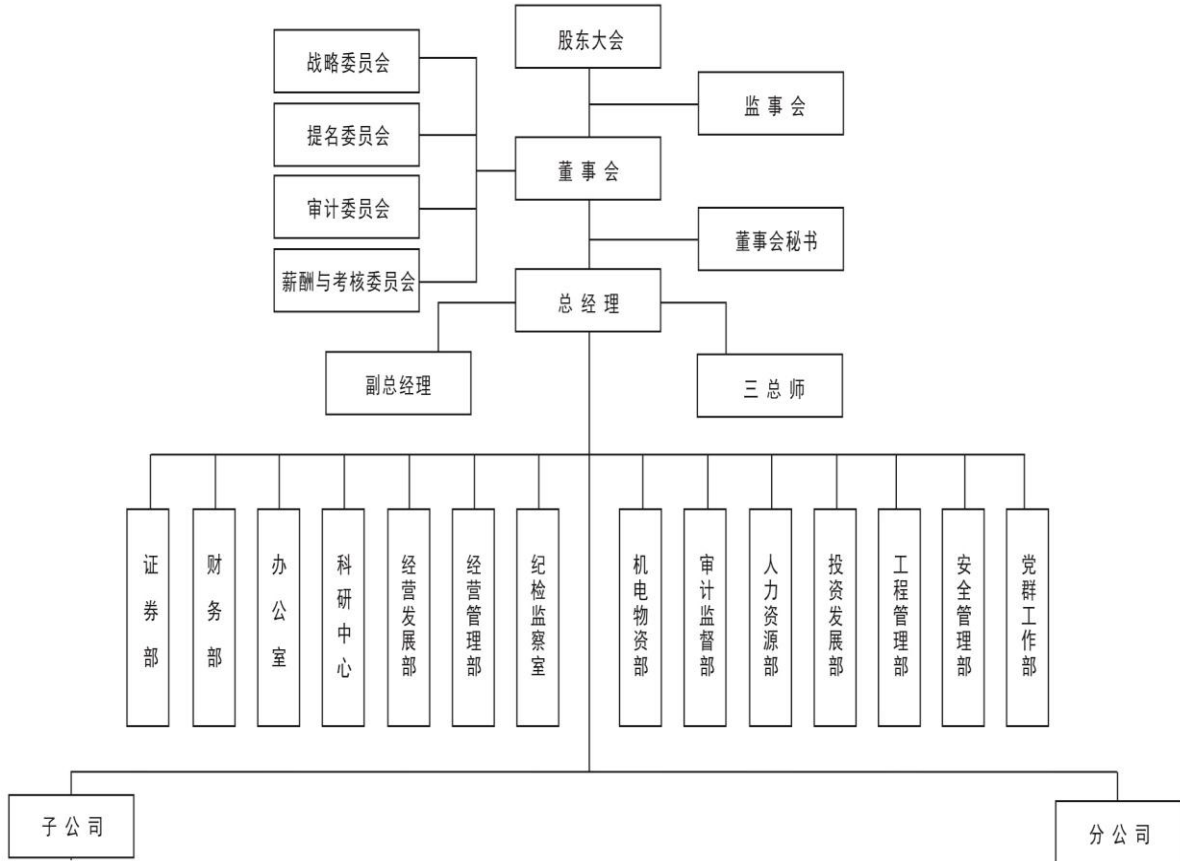 股东大会
战略委员会
监事会
提名委员会
董事会
审计委员会
董事会秘书
薪酬与考核委员会
总经理
副总经理
三总师
证券部
财务部
办公室
科研中心
经营发展部
经营管理部
纪检监察室
机电物资部
审计监督部
人力资源部
投资发展部
工程管理部
安全管理部
党群工作部
子公司
分公司